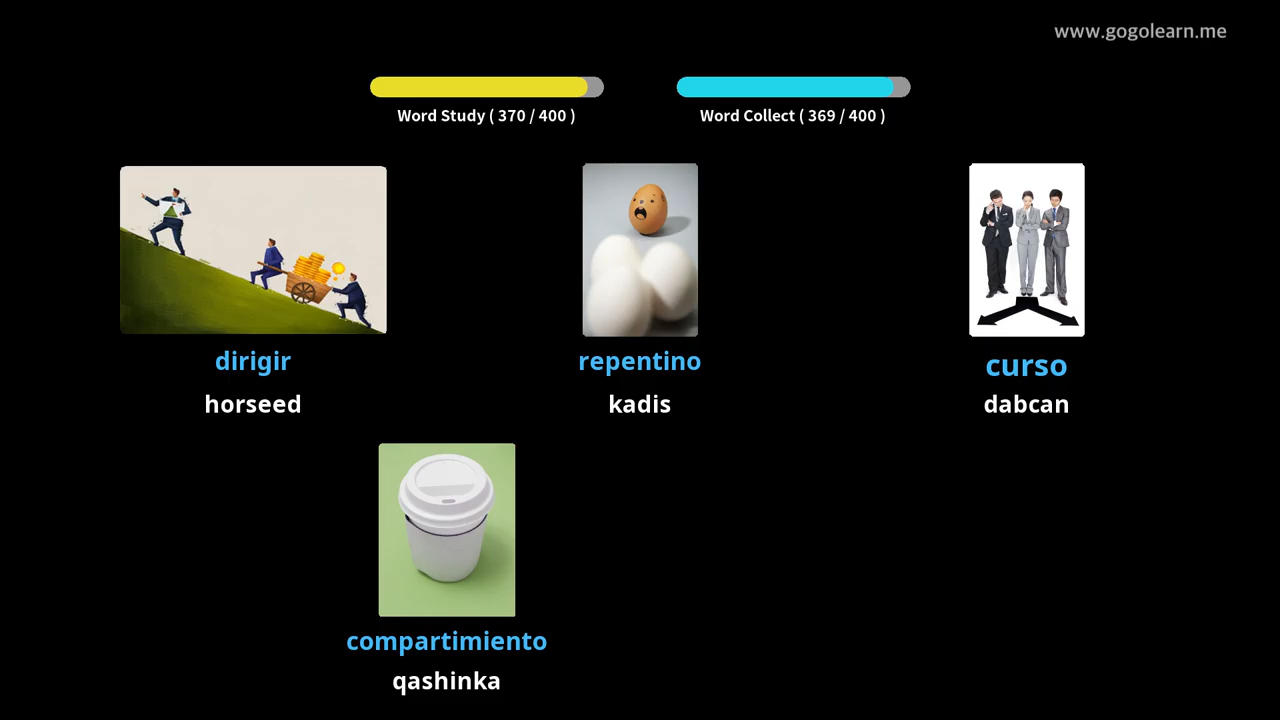 www.gogolearn.me
Word Study ( 370 / 400 )
Word Collect ( 369 / 400 )
dirigir
horseed
repentino
kadis
curso
dabcan
compartimiento
qashinka